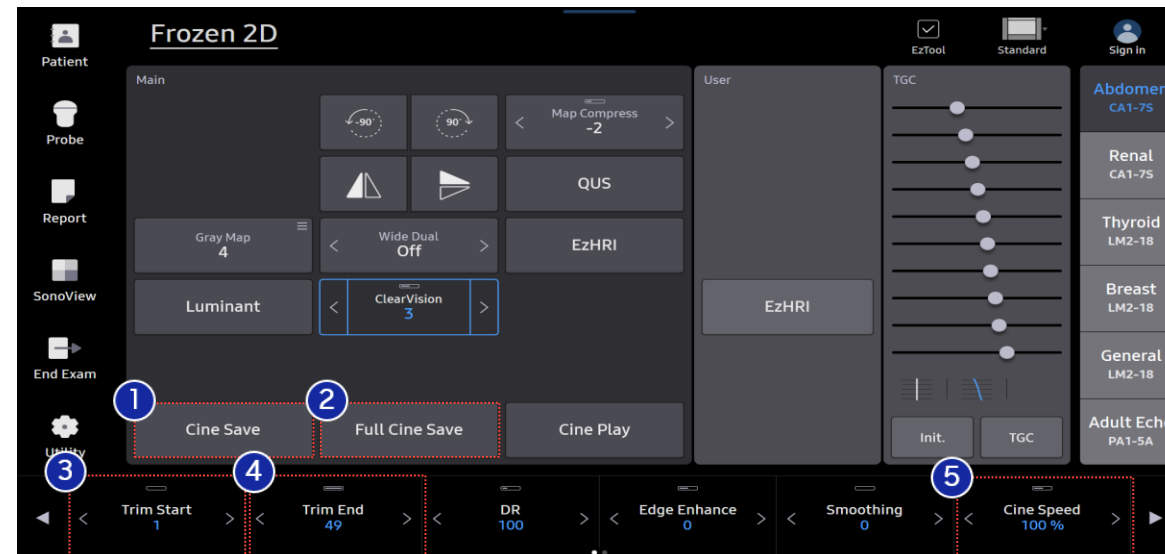 Frozen 2D
EzTool
Standard
Sign in
Patient
Probe
Report
SonoView
End Exam
Utility
Main
-90°
90°
Map Compress
-2
QUS
Gray Map
4
Wide Dual
Off
EzHRI
Luminant
ClearVision
3
1
Cine Save
2
Full Cine Save
Cine Play
User
EzHRI
TGC
Init.
TGC
Abdomen
CA1-7S
Renal
CA1-7S
Thyroid
LM2-18
Breast
LM2-18
General
LM2-18
Adult Echo
PA1-5A
3
Trim Start
1
4
Trim End
49
DR
100
Edge Enhance
0
Smoothing
0
5
Cine Speed
100 %